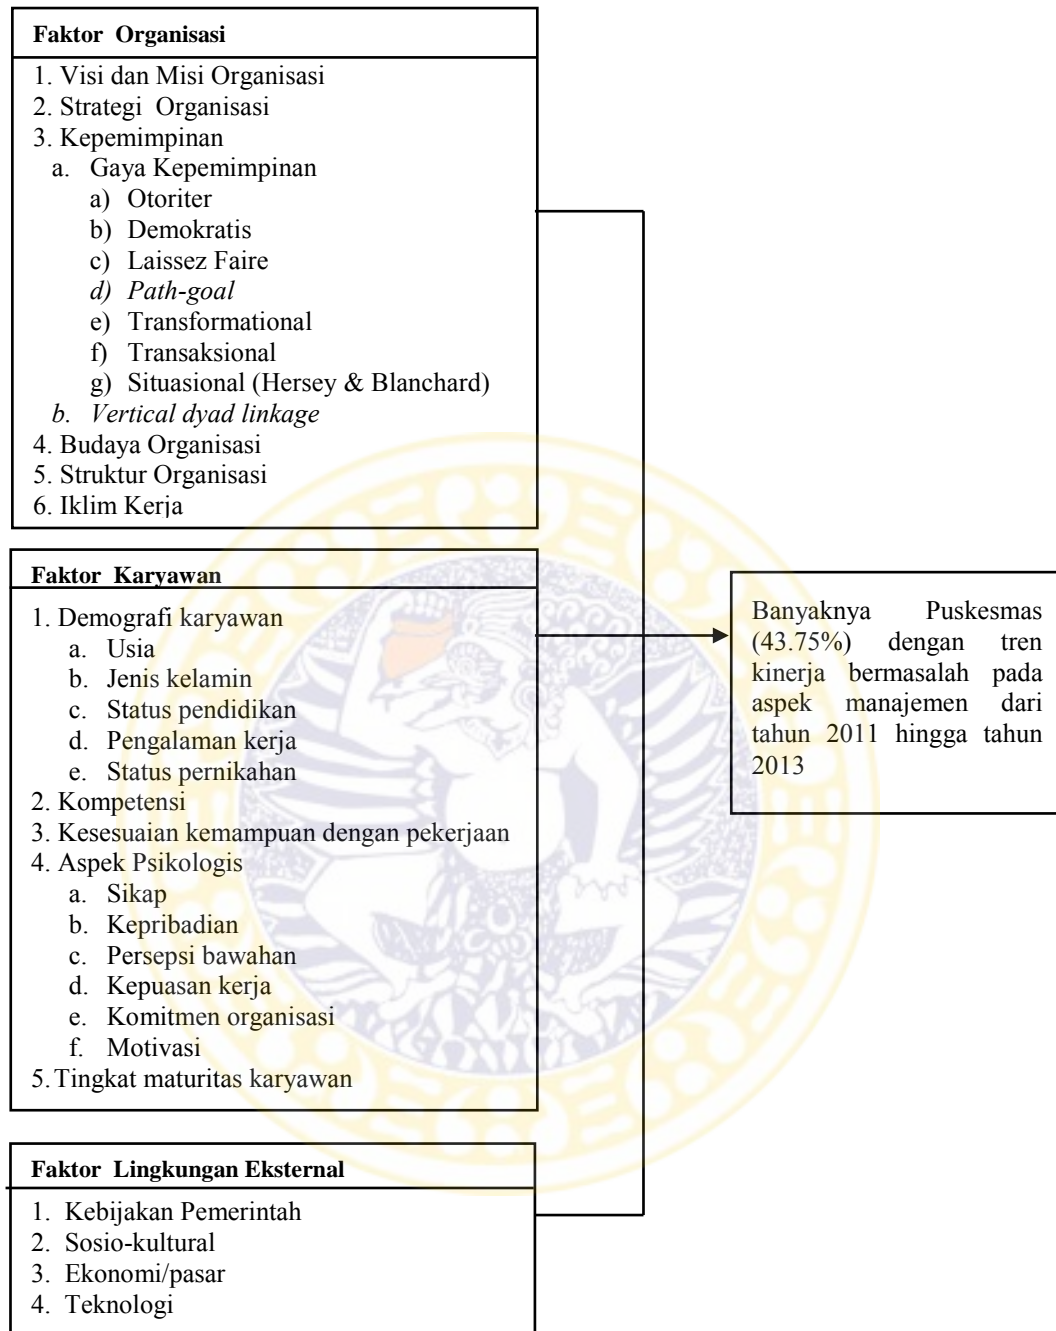 Faktor Organisasi
1. Visi dan Misi Organisasi
2. Strategi Organisasi
3. Kepemimpinan
a. Gaya Kepemimpinan
a) Otoriter
b) Demokratis
c) Laissez Faire
d) Path-goal
e) Transformational
f) Transaksional
g) Situasional (Hersey & Blanchard)
b. Vertical dyad linkage
4. Budaya Organisasi
5. Struktur Organisasi
6. Iklim Kerja
Faktor Karyawan
1. Demografi karyawan
a. Usia
b. Jenis kelamin
c. Status pendidikan
d. Pengalaman kerja
e. Status pernikahan
2. Kompetensi
3. Kesesuaian kemampuan dengan pekerjaan
4. Aspek Psikologis
a. Sikap
b. Kepribadian
c. Persepsi bawahan
d. Kepuasan kerja
e. Komitmen organisasi
f. Motivasi
5. Tingkat maturitas karyawan
Faktor Lingkungan Eksternal
1. Kebijakan Pemerintah
2. Sosio-kultural
3. Ekonomi/pasar
4. Teknologi
Banyaknya Puskesmas
(43.75%) dengan tren
kinerja bermasalah pada
aspek manajemen dari
tahun 2011 hingga tahun
2013